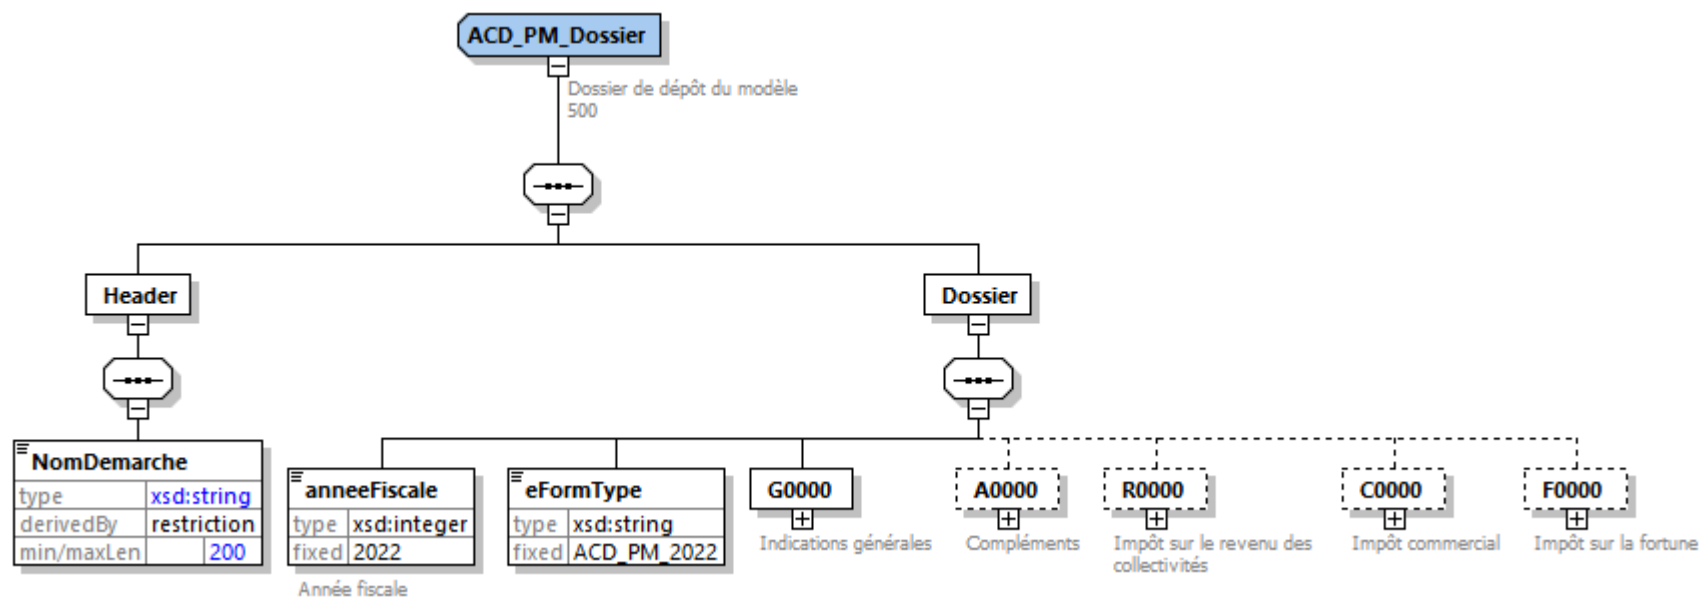 ACD_PM_Dossier
Dossier de dépôt du modèle
500
Header
Dossier
NomDemarche
type xsd:string
derivedBy restriction
min/maxLen 200
anneeFiscale
type xsd:integer
fixed 2022
Année fiscale
eFormType
type xsd:string
fixed ACD_PM_2022
G0000
Indications générales
A0000
Compléments
R0000
Impôt sur le revenu des
collectivités
C0000
Impôt commercial
F0000
Impôt sur la fortune